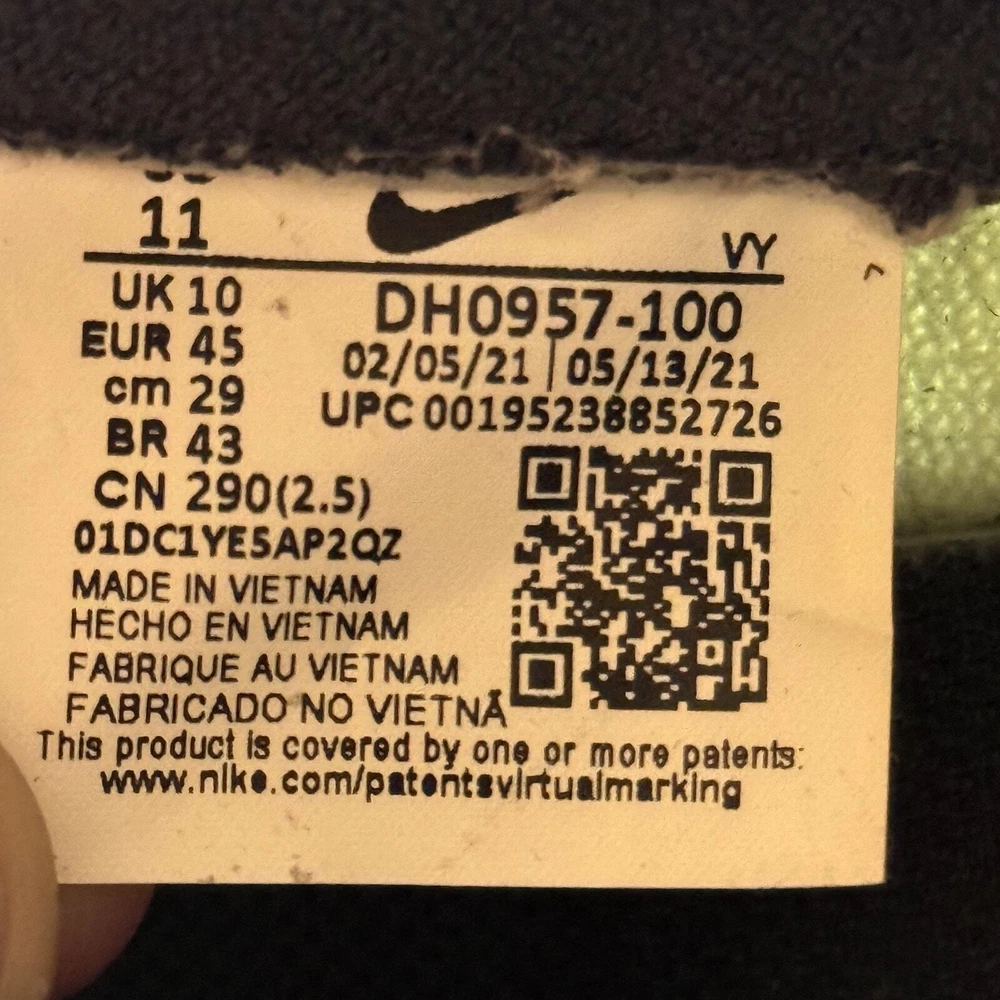 11
VY
UK 10
EUR 45
cm 29
BR 43
CN 290(2.5)
DH0957-100
02/05/21 | 05/13/21
UPC 00195238852726
01DC1YE5AP2QZ
MADE IN VIETNAM
HECHO EN VIETNAM
FABRIQUE AU VIETNAM
FABRICADO NO VIETNÃ
This product is covered by one or more patents:
www.nike.com/patentsvirtualmarking